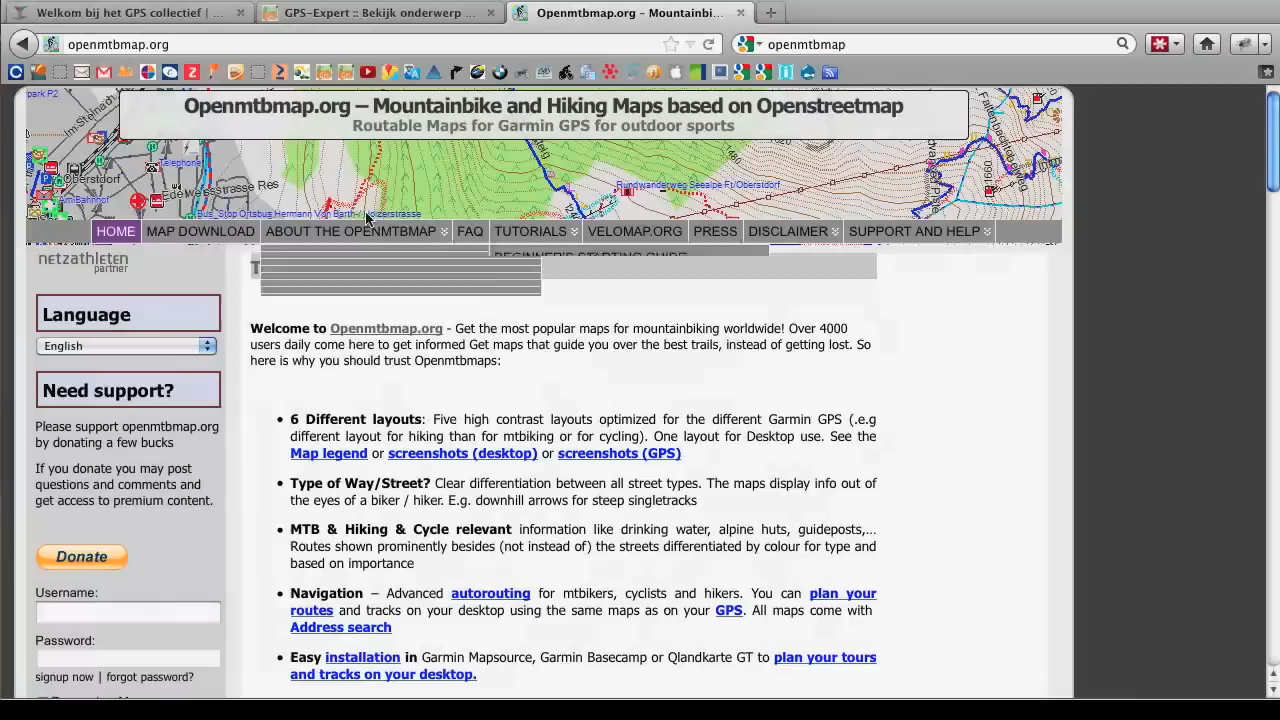 Welkom bij het GPS collectief | ...
GPS-Expert :: Bekijk onderwerp ...
Openmtbmap.org – Mountainbi...
openmtbmap.org
openmtbmap
park P2
Openmtbmap.org – Mountainbike and Hiking Maps based on Openstreetmap
Routable Maps for Garmin GPS for outdoor sports
Telephone
Oberstdorf
Edelweissstrasse Res
AmBahnhof
Rundwanderweg Seealpe Ft/Oberstdorf
HOME
MAP DOWNLOAD
ABOUT THE OPENMTBMAP
FAQ
TUTORIALS
VELOMAP.ORG
PRESS
DISCLAIMER
SUPPORT AND HELP
BEGINNER'S STARTING GUIDE
netzathleten
partner
Language
English
Need support?
Please support openmtbmap.org
by donating a few bucks
If you donate you may post
questions and comments and
get access to premium content.
Donate
Username:
Password:
signup now | forgot password?
Welcome to Openmtbmap.org - Get the most popular maps for mountainbiking worldwide! Over 4000
users daily come here to get informed Get maps that guide you over the best trails, instead of getting lost. So
here is why you should trust Openmtbmaps:
• 6 Different layouts: Five high contrast layouts optimized for the different Garmin GPS (.e.g
different layout for hiking than for mtbiking or for cycling). One layout for Desktop use. See the
Map legend or screenshots (desktop) or screenshots (GPS)
• Type of Way/Street? Clear differentiation between all street types. The maps display info out of
the eyes of a biker / hiker. E.g. downhill arrows for steep singletracks
• MTB & Hiking & Cycle relevant information like drinking water, alpine huts, guideposts,...
Routes shown prominently besides (not instead of) the streets differentiated by colour for type and
based on importance
• Navigation – Advanced autorouting for mtbikers, cyclists and hikers. You can plan your
routes and tracks on your desktop using the same maps as on your GPS. All maps come with
Address search
• Easy installation in Garmin Mapsource, Garmin Basecamp or Qlandkarte GT to plan your tours
and tracks on your desktop.